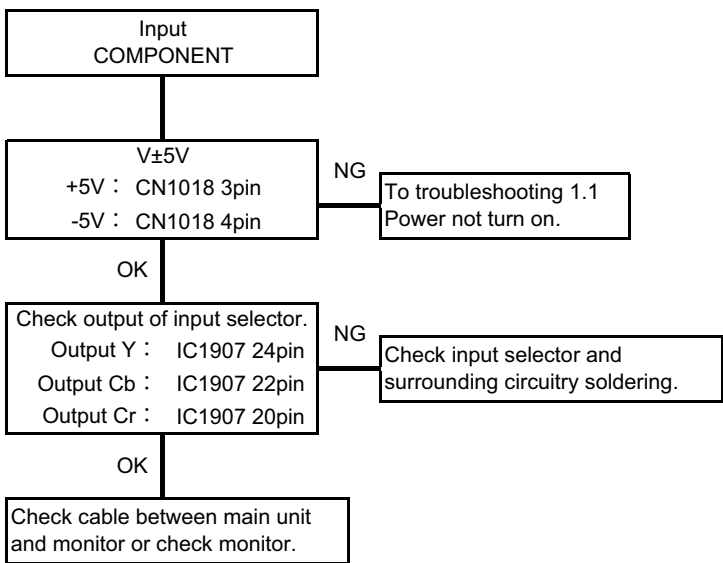 Input
COMPONENT
V±5V
+5V： CN1018 3pin
-5V： CN1018 4pin
NG
To troubleshooting 1.1
Power not turn on.
OK
Check output of input selector.
Output Y： IC1907 24pin
Output Cb： IC1907 22pin
Output Cr： IC1907 20pin
NG
Check input selector and
surrounding circuitry soldering.
OK
Check cable between main unit
and monitor or check monitor.